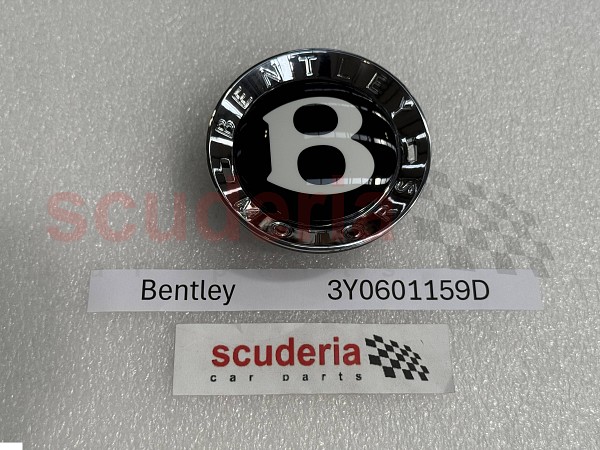 BENTLEY
B
MOTORS
scuderia
Bentley 3Y0601159D
scuderia
car parts